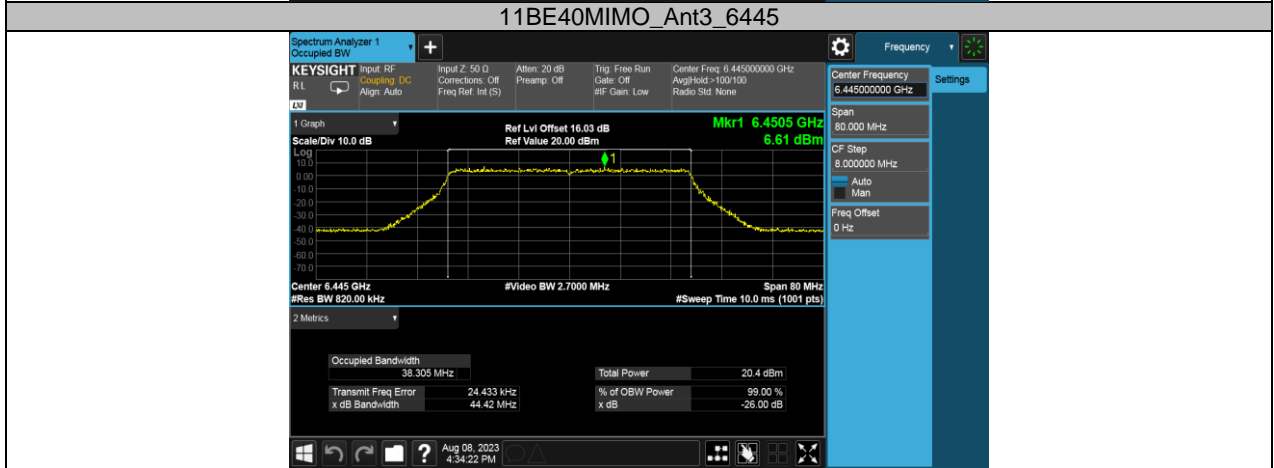 11BE40MIMO_Ant3_6445
Spectrum Analyzer 1
Occupied BW
Frequency
KEYSIGHT
RL
LXI
Input: RF
Coupling: DC
Align: Auto
Input Z: 50 Ω
Corrections: Off
Freq Ref: Int (S)
Atten: 20 dB
Preamp: Off
Trig: Free Run
Gate: Off
#IF Gain: Low
Center Freq: 6.445000000 GHz
Avg|Hold:>100/100
Radio Std: None
Center Frequency
6.445000000 GHz
Settings
Span
80.000 MHz
CF Step
8.000000 MHz
Auto
Man
Freq Offset
0 Hz
1 Graph
Scale/Div 10.0 dB
Ref Lvl Offset 16.03 dB
Ref Value 20.00 dBm
Mkr1 6.4505 GHz
6.61 dBm
Log
10.0
0.00
-10.0
-20.0
-30.0
-40.0
-50.0
-60.0
-70.0
1
Center 6.445 GHz
#Video BW 2.7000 MHz
Span 80 MHz
#Res BW 820.00 kHz
#Sweep Time 10.0 ms (1001 pts)
2 Metrics
Occupied Bandwidth
38.305 MHz
Total Power 20.4 dBm
Transmit Freq Error 24.433 kHz
% of OBW Power 99.00 %
x dB Bandwidth 44.42 MHz
x dB -26.00 dB
?
Aug 08, 2023
4:34:22 PM